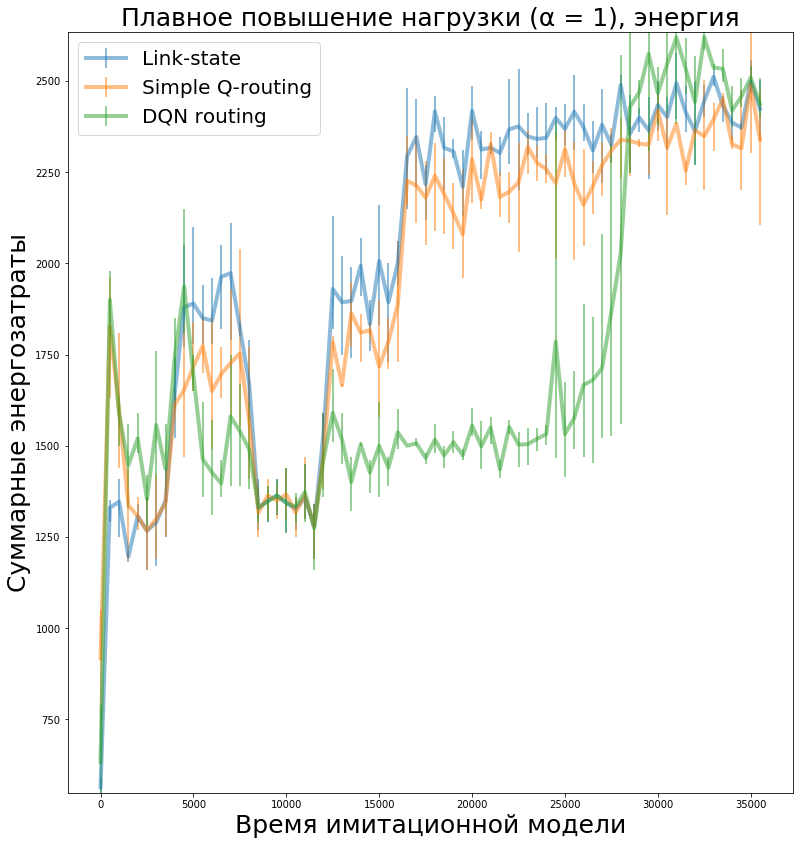 Плавное повышение нагрузки (α = 1), энергия
Link-state
Simple Q-routing
DQN routing
Суммарные энергозатраты
2500
2250
2000
1750
1500
1250
1000
750
0 5000 10000 15000 20000 25000 30000 35000
Время имитационной модели